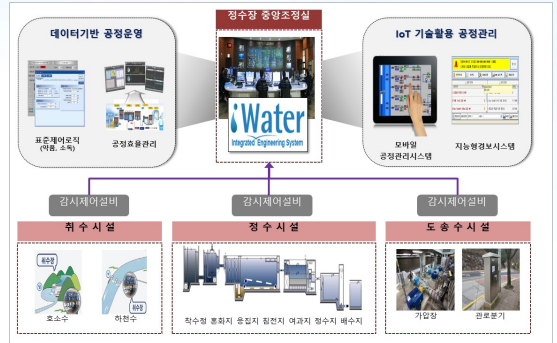 정수장 중앙조정실
데이터기반 공정운영
표준제어로직
(약품, 소독)
공정효율관리
iWater
Integrated Engineering System
IoT 기술활용 공정관리
모바일
공정관리시스템
지능형경보시스템
감시제어설비
감시제어설비
감시제어설비
취 수 시 설
정 수 시 설
도 송 수 시 설
취수장
호소수
취수장
하천수
착수정 혼화지 응집지 침전지 여과지 정수지 배수지
가압장
관로분기